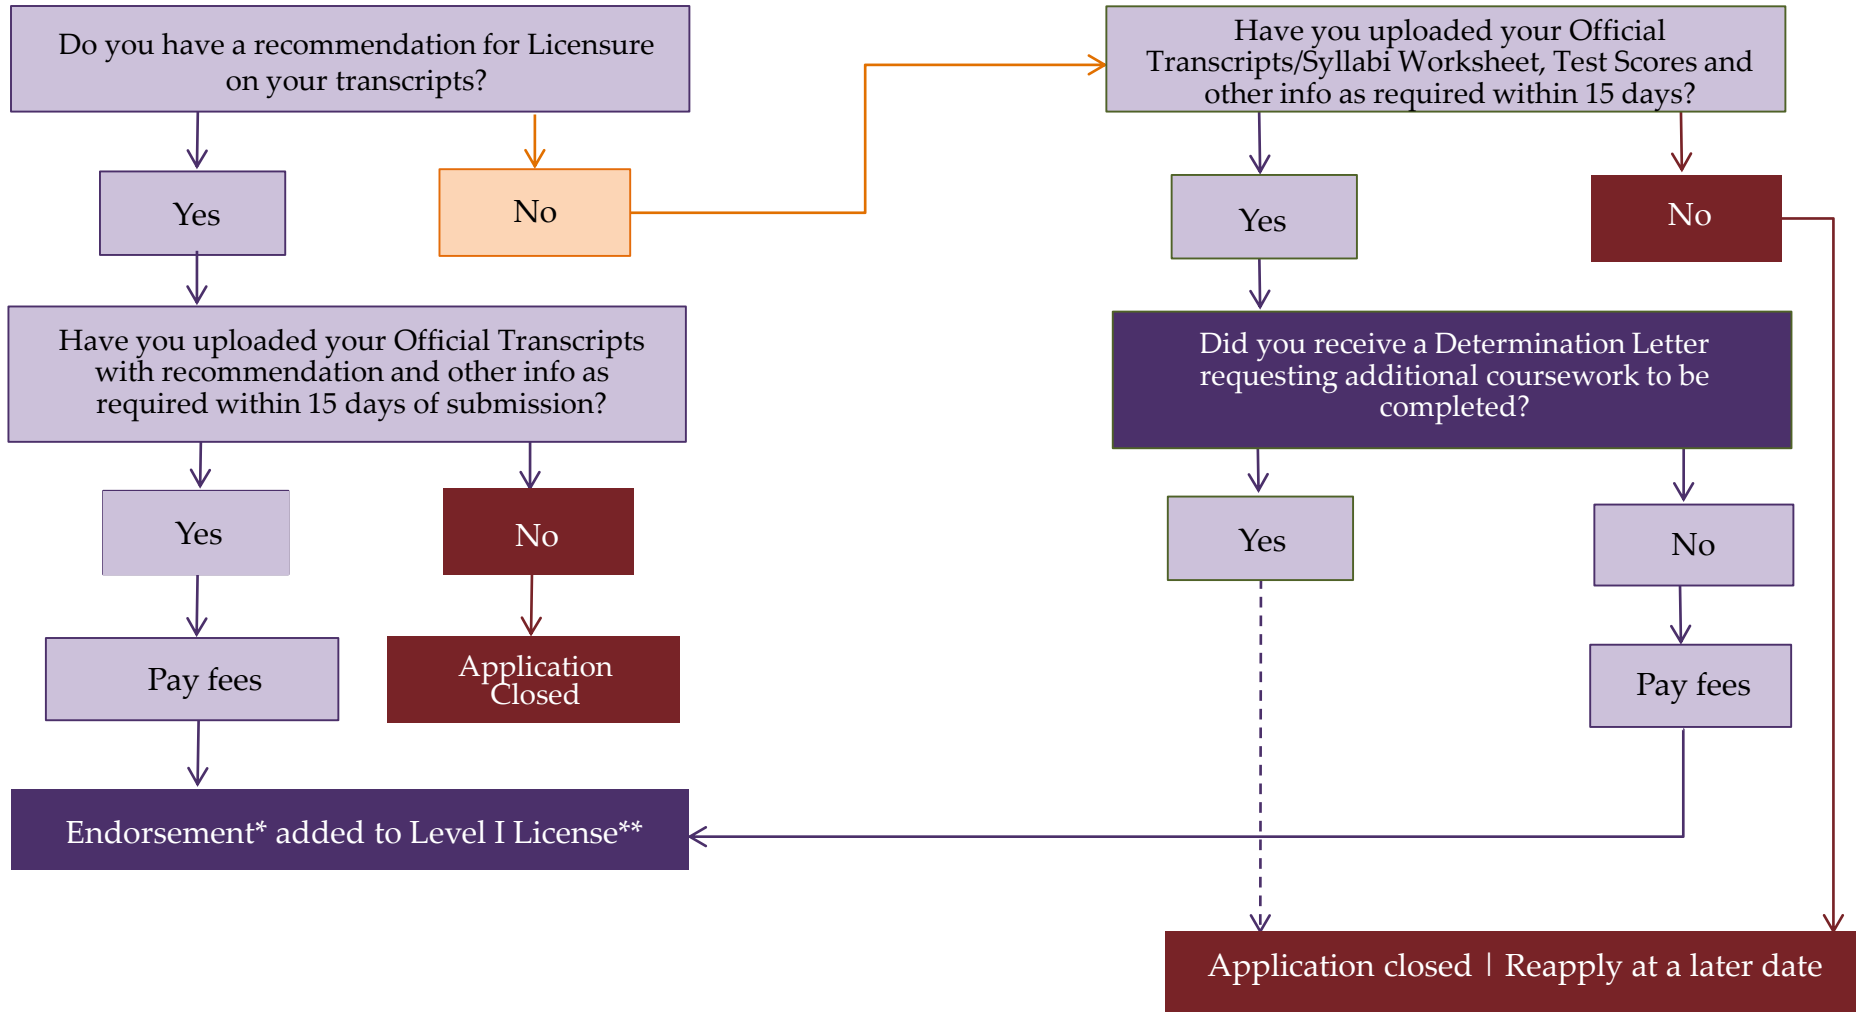 Do you have a recommendation for Licensure
on your transcripts?
Yes
No
Have you uploaded your Official Transcripts
with recommendation and other info as
required within 15 days of submission?
Yes
No
Pay fees
Application
Closed
Endorsement* added to Level I License**
Have you uploaded your Official
Transcripts/Syllabi Worksheet, Test Scores and
other info as required within 15 days?
Yes
No
Did you receive a Determination Letter
requesting additional coursework to be
completed?
Yes
No
Pay fees
Application closed | Reapply at a later date